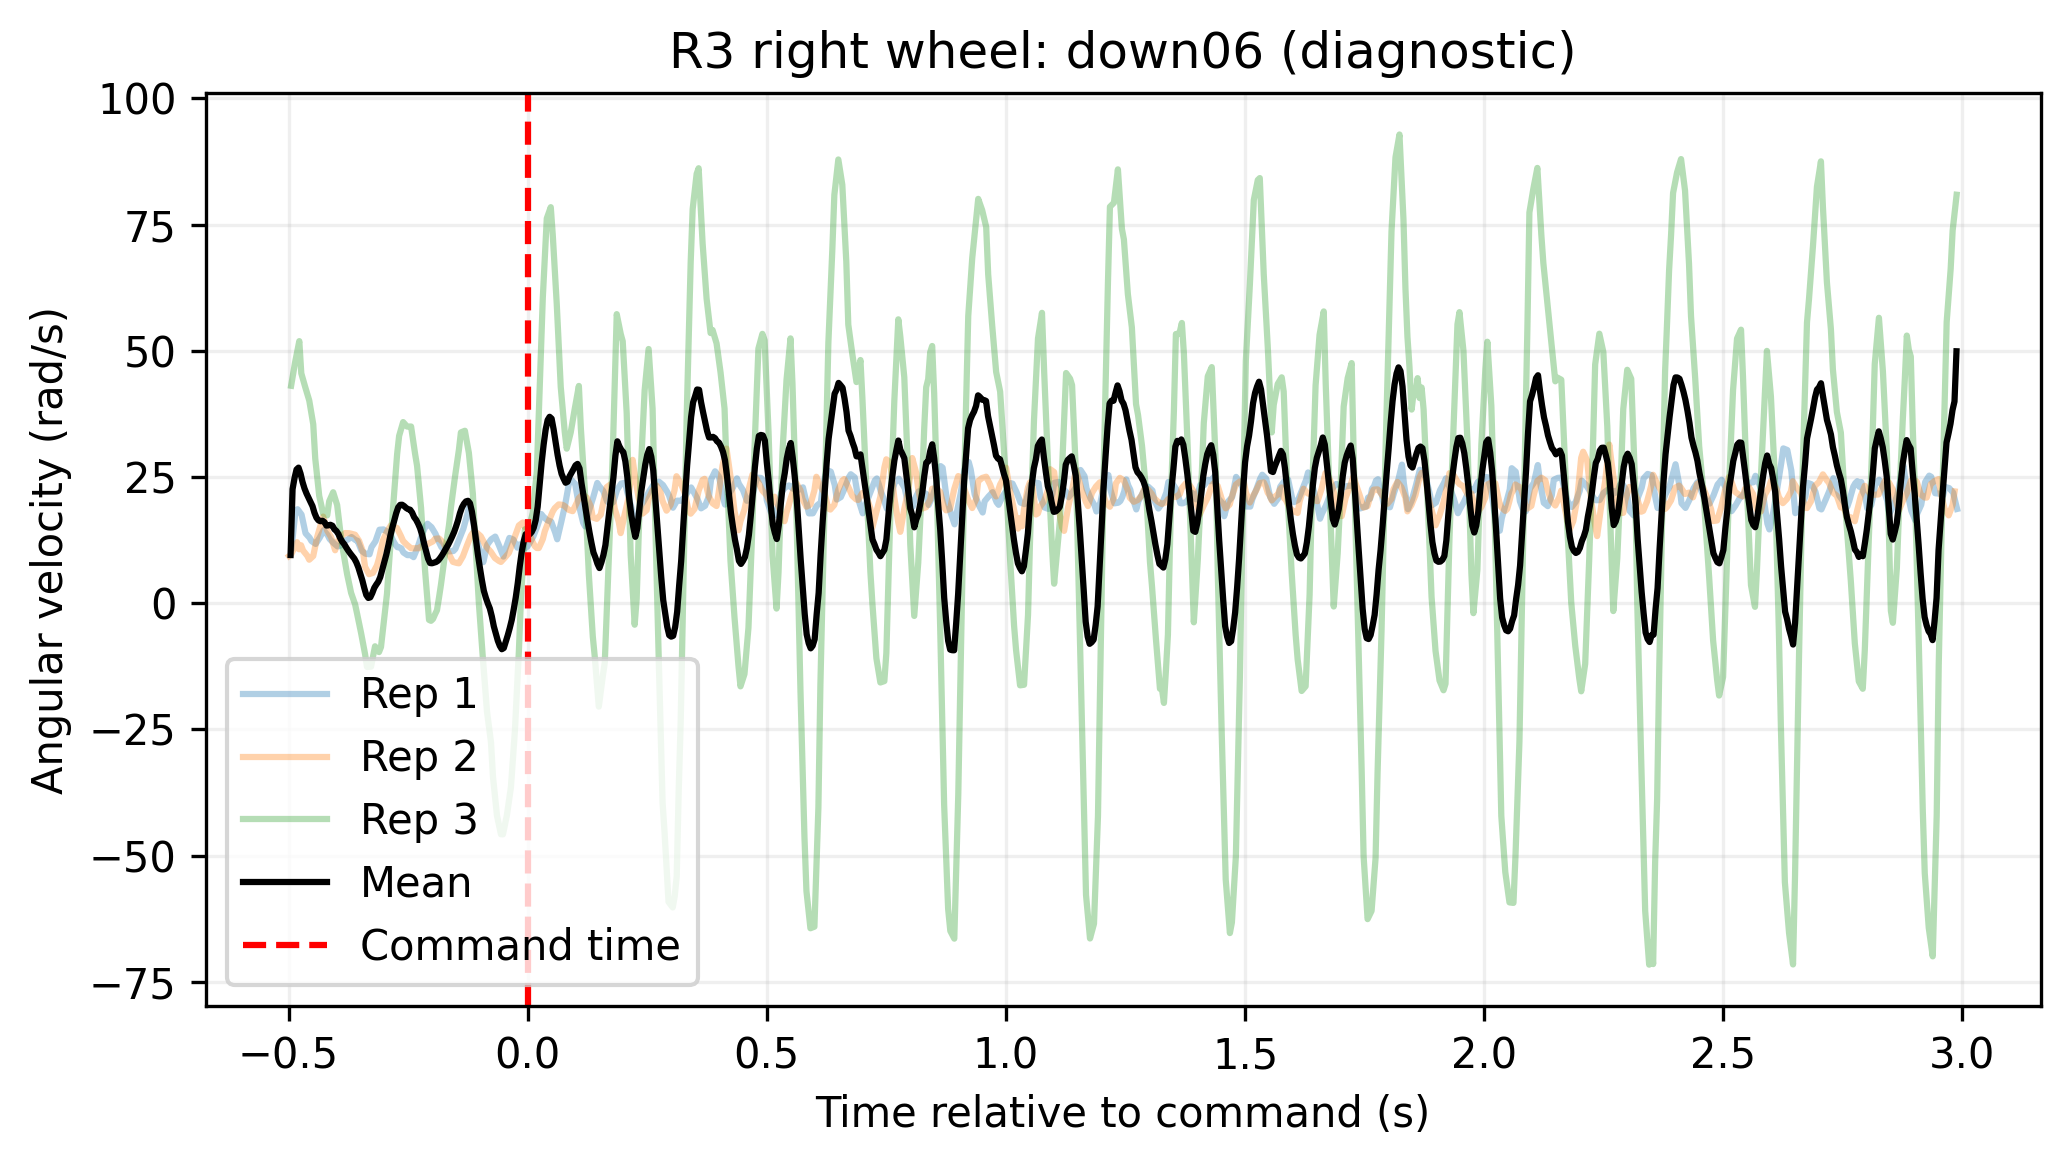 R3 right wheel: down06 (diagnostic)
100
75
50
25
0
−25
−50
−75
Angular velocity (rad/s)
Rep 1
Rep 2
Rep 3
Mean
Command time
−0.5 0.0 0.5 1.0 1.5 2.0 2.5 3.0
Time relative to command (s)